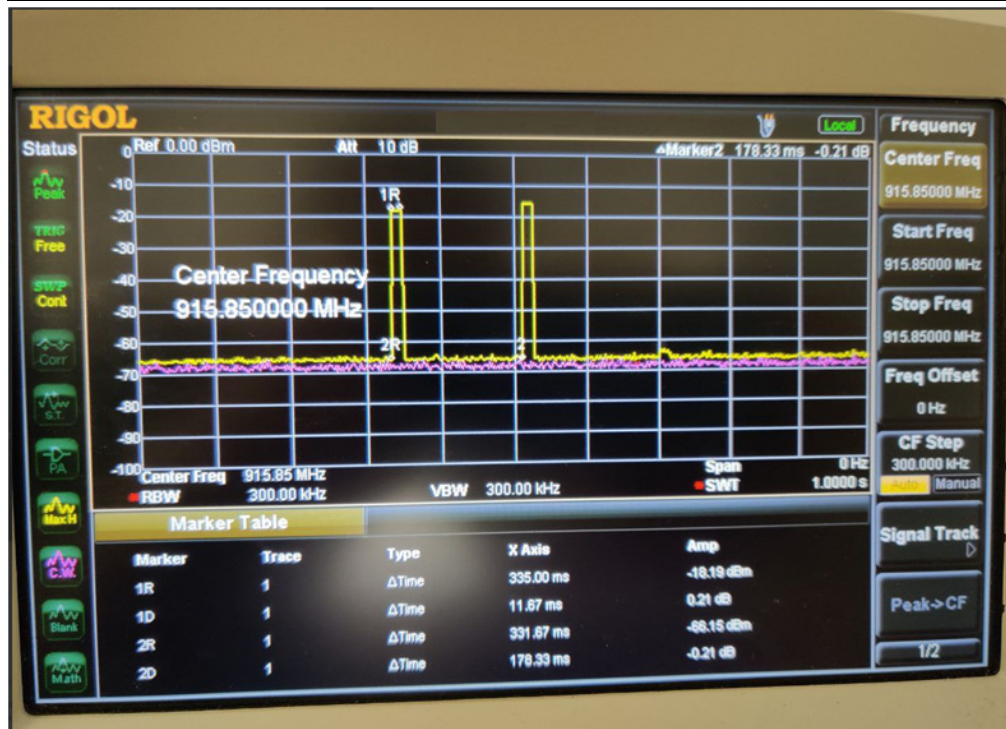 RIGOL
Local
Status
Ref 0.00 dBm Att 10 dB ▵Marker2 178.33 ms -0.21 dB
0
-10
-20
-30
-40
-50
-60
-70
-80
-90
-100
1R
2R
2
Center Frequency
915.850000 MHz
Center Freq 915.85 MHz Span 0 Hz
RBW 300.00 kHz VBW 300.00 kHz SWT 1.0000 s
Peak
TRIG
Free
SWP
Cont
Corr
S.T.
PA
Max H
C.W.
Blank
Math
Marker Table
Marker Trace Type X Axis Amp
1R 1 ΔTime 335.00 ms -18.19 dBm
1D 1 ΔTime 11.67 ms 0.21 dB
2R 1 ΔTime 331.67 ms -66.15 dBm
2D 1 ΔTime 178.33 ms -0.21 dB
Frequency
Center Freq
915.85000 MHz
Start Freq
915.85000 MHz
Stop Freq
915.85000 MHz
Freq Offset
0 Hz
CF Step
300.000 kHz
Auto Manual
Signal Track
Peak->CF
1/2